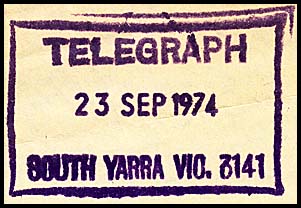 TELEGRAPH
23 SEP 1974
SOUTH YARRA VIC. 3141